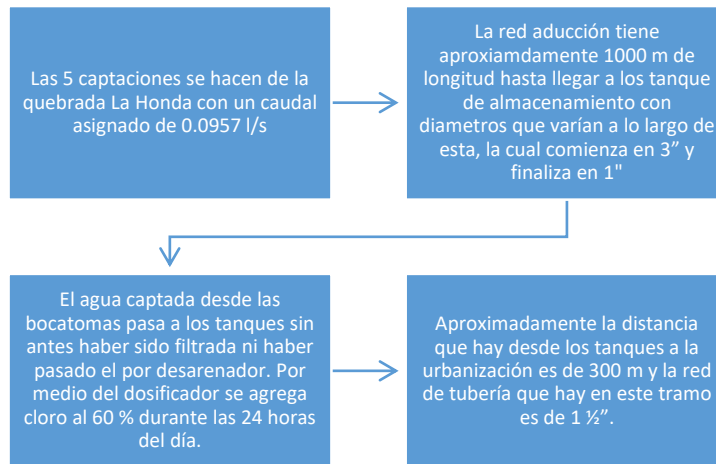 Las 5 captaciones se hacen de la
quebrada La Honda con un caudal
asignado de 0.0957 l/s
La red aducción tiene
aproxiamdamente 1000 m de
longitud hasta llegar a los tanque
de almacenamiento con
diametros que varían a lo largo de
esta, la cual comienza en 3” y
finaliza en 1"
El agua captada desde las
bocatomas pasa a los tanques sin
antes haber sido filtrada ni haber
pasado el por desarenador. Por
medio del dosificador se agrega
cloro al 60 % durante las 24 horas
del día.
Aproximadamente la distancia
que hay desde los tanques a la
urbanización es de 300 m y la red
de tubería que hay en este tramo
es de 1 ½”.